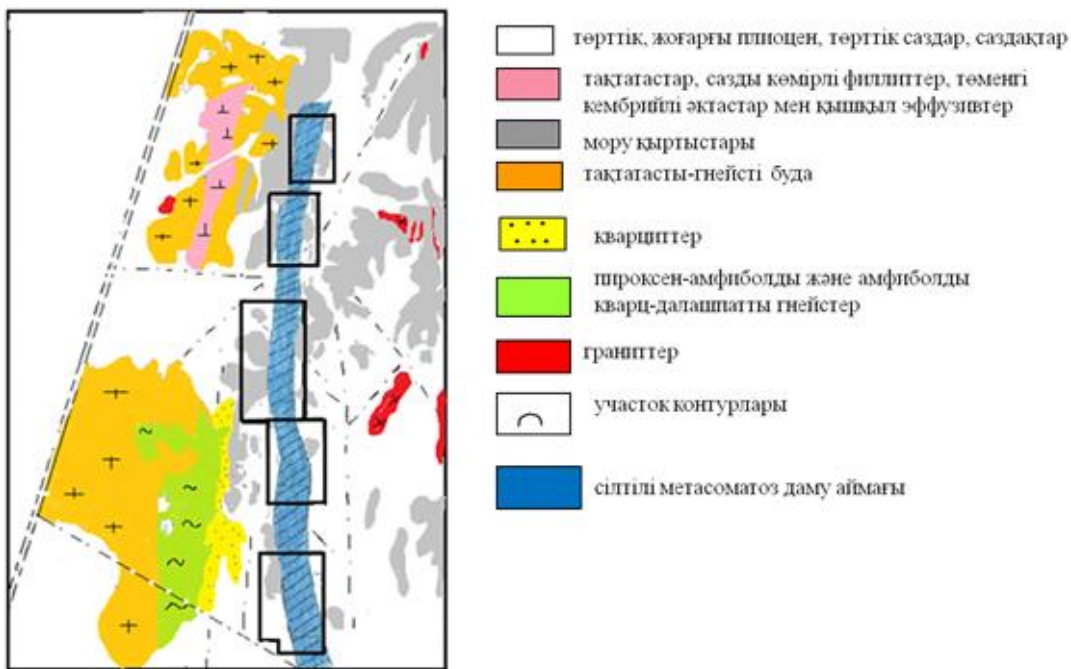 төрттік, жоғарғы плиоцен, төрттік саздар, саздақтар
тақтатастар, сазды көмірлі филлиттер, төменгі
кембрийлі әктастар мен қышқыл эффузивтер
мору қыртыстары
тақтатасты-гнейсті буда
кварциттер
пироксен-амфиболды және амфиболды
кварц-далашпатты гнейстер
граниттер
участок контурлары
сілтілі метасоматоз даму аймағы